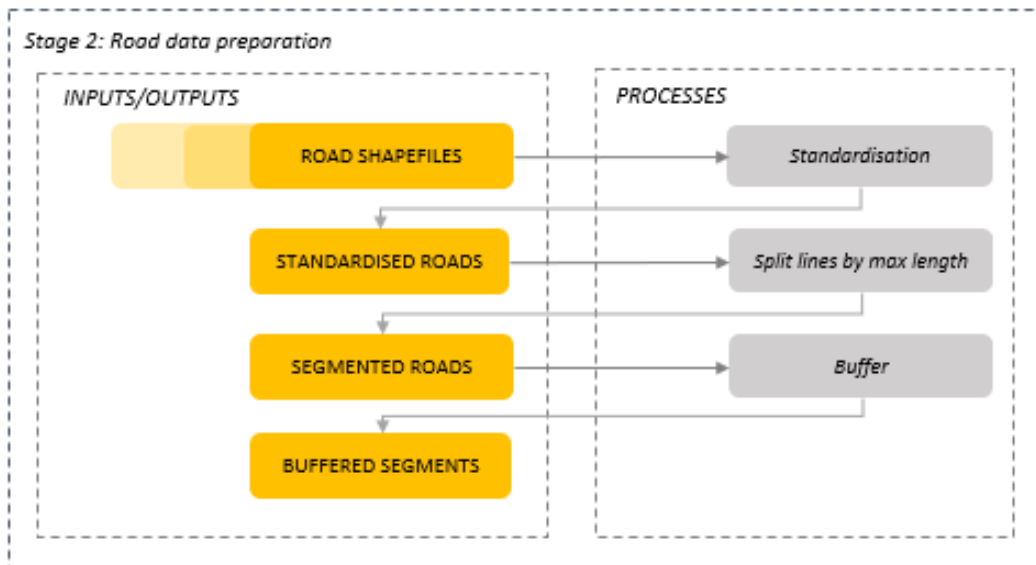 Stage 2: Road data preparation
INPUTS/OUTPUTS
PROCESSES
ROAD SHAPEFILES
Standardisation
STANDARDISED ROADS
Split lines by max length
SEGMENTED ROADS
Buffer
BUFFERED SEGMENTS